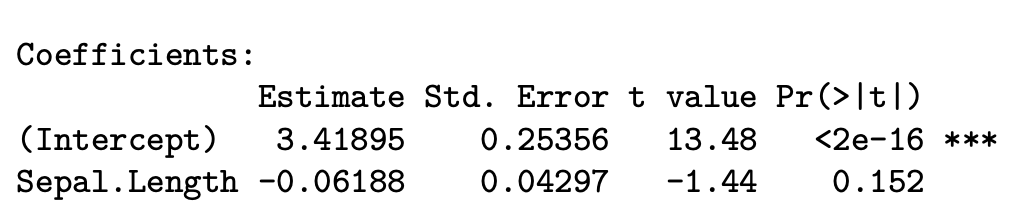 Coefficients:
Estimate Std. Error t value Pr(>|t|)
(Intercept) 3.41895 0.25356 13.48 <2e-16 ***
Sepal.Length -0.06188 0.04297 -1.44 0.152